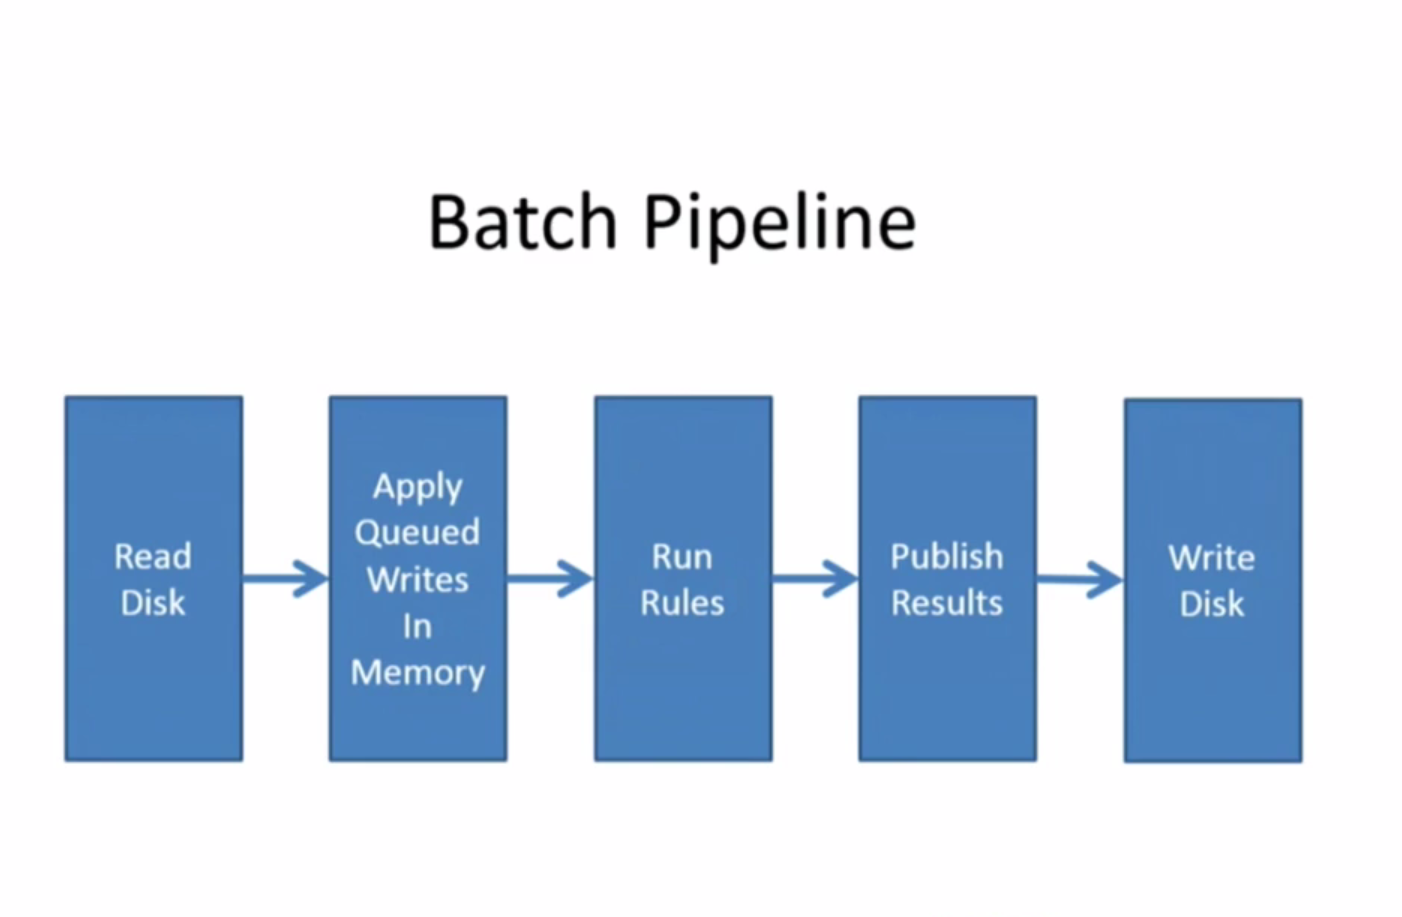 Batch Pipeline
Read
Disk
Apply
Queued
Writes
In
Memory
Run
Rules
Publish
Results
Write
Disk